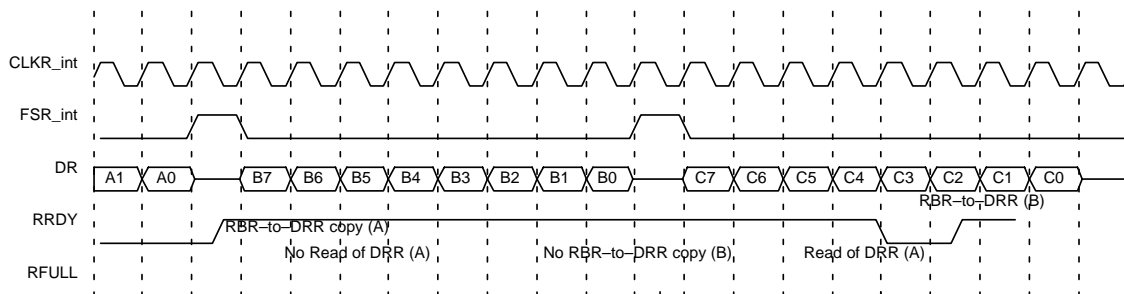 CLKR_int
FSR_int
DR A1 A0 B7 B6 B5 B4 B3 B2 B1 B0 C7 C6 C5 C4 C3 C2 C1 C0
RBR–to–DRR (B)
RRDY RBR–to–DRR copy (A)
No Read of DRR (A) No RBR–to–DRR copy (B) Read of DRR (A)
RFULL